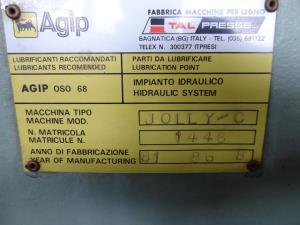 Agip
FABBRICA MACCHINE PER LEGNO
TAL PRESSE
BAGNATICA (BG) ITALY - TEL. (035) 681122
TELEX N. 300377 ITPRESI
LUBRIFICANTI RACCOMANDATI
LUBRICANTS RECOMENDED
PARTI DA LUBRIFICARE
LUBRICATION POINT
AGIP OSO 68
IMPIANTO IDRAULICO
HIDRAULIC SYSTEM
MACCHINA TIPO
MACHINE MOD.
JOLLY-C
N. MATRICOLA
MATRICULE N.
1446
ANNO DI FABBRICAZIONE
YEAR OF MANUFACTURING